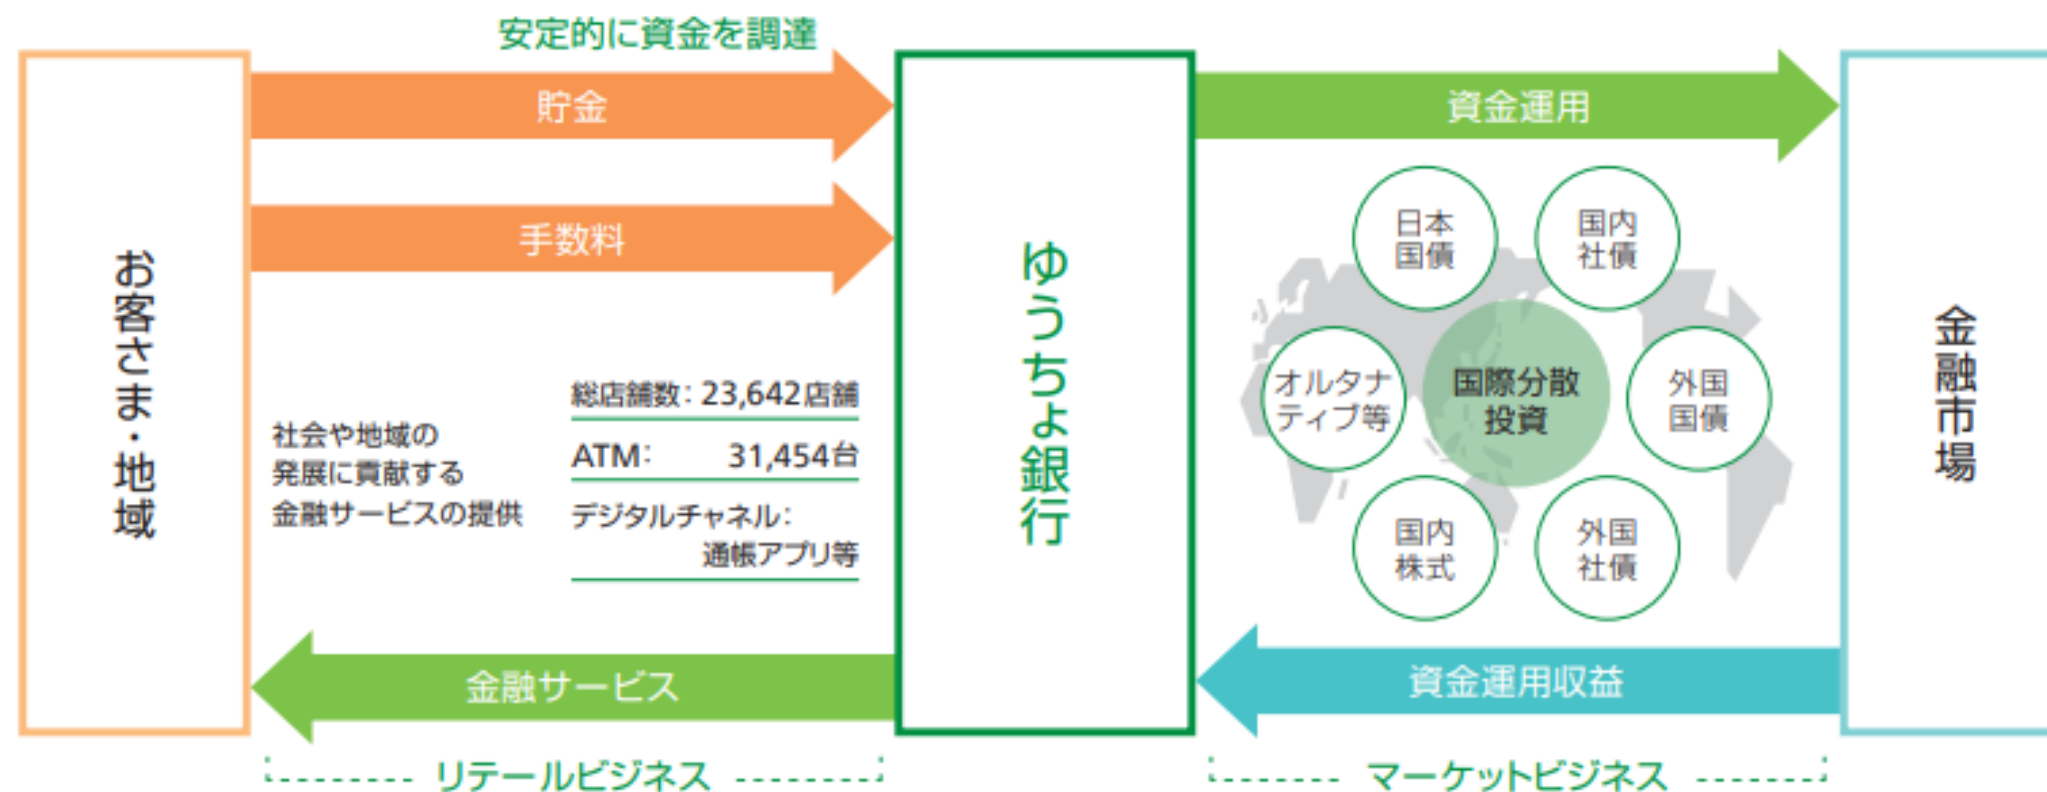 安定的に資金を調達
貯金
手数料
お客さま・地域
社会や地域の
発展に貢献する
金融サービスの提供
総店舗数：23,642店舗
ATM： 31,454台
デジタルチャネル：
通帳アプリ等
金融サービス
リテールビジネス
ゆうちょ銀行
資金運用
日本
国債
国内
社債
オルタナ
ティブ等
国際分散
投資
外国
国債
国内
株式
外国
社債
資金運用収益
マーケットビジネス
金融市場